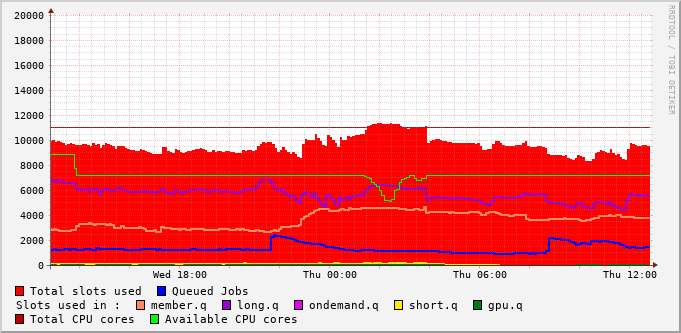 20000
18000
16000
14000
12000
10000
8000
6000
4000
2000
0
Wed 18:00 Thu 00:00 Thu 06:00 Thu 12:00
Total slots used Queued Jobs
Slots used in : member.q long.q ondemand.q short.q gpu.q
Total CPU cores Available CPU cores
RRDTOOL / TOBI OETIKER